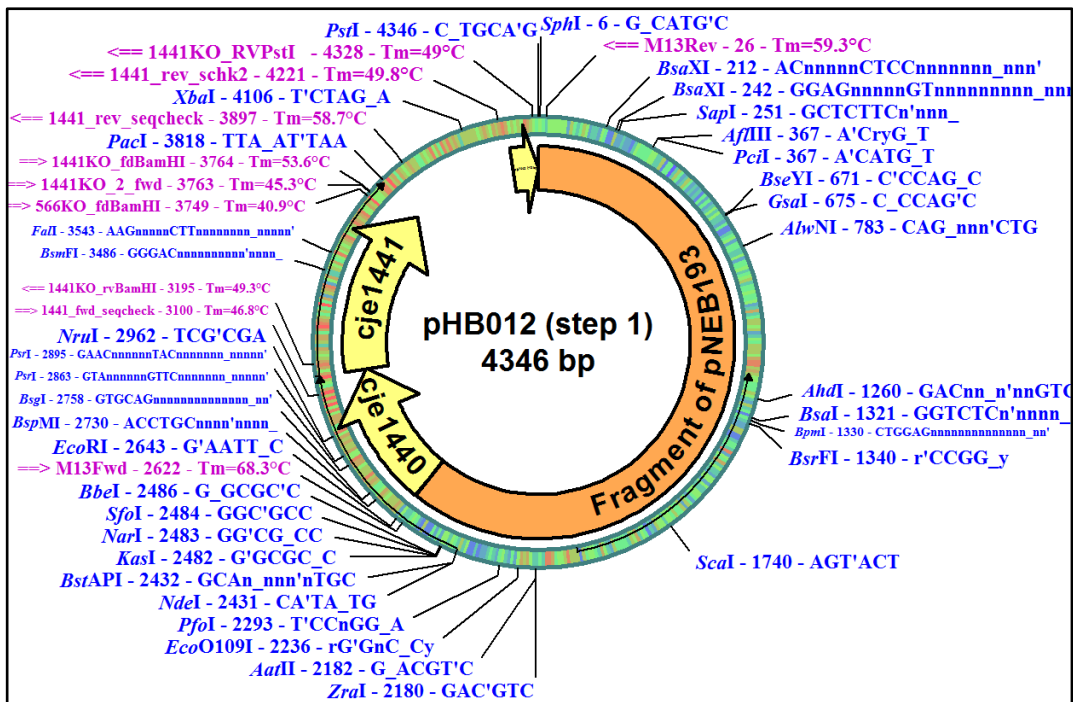 PstI - 4346 - C_TGCA'G
SphI - 6 - G_CATG'C
<== 1441KO_RVPstI - 4328 - Tm=49°C
<== M13Rev - 26 - Tm=59.3°C
<== 1441_rev_schk2 - 4221 - Tm=49.8°C
BsaXI - 212 - ACnnnnnCTCCnnnnnnn_nnn'
XbaI - 4106 - T'CTAG_A
BsaXI - 242 - GGAGnnnnnGTnnnnnnnnn_nnn
<== 1441_rev_seqcheck - 3897 - Tm=58.7°C
SapI - 251 - GCTCTTCn'nnn_
PacI - 3818 - TTA_AT'TAA
AflIII - 367 - A'CryG_T
==> 1441KO_fdBamHI - 3764 - Tm=53.6°C
PciI - 367 - A'CATG_T
==> 1441KO_2_fwd - 3763 - Tm=45.3°C
BseYI - 671 - C'CCAG_C
==> 566KO_fdBamHI - 3749 - Tm=40.9°C
GsaI - 675 - C_CCAG'C
FalI - 3543 - AAGnnnnnCTTnnnnnnnn_nnnnn'
AlwNI - 783 - CAG_nnn'CTG
BsmFI - 3486 - GGGACnnnnnnnnnn'nnnn_
<== 1441KO_rvBamHI - 3195 - Tm=49.3°C
==> 1441_fwd_seqcheck - 3100 - Tm=46.8°C
NruI - 2962 - TCG'CGA
PsrI - 2895 - GAACnnnnnnTACnnnnnnn_nnnnn'
PsrI - 2863 - GTAnnnnnnGTTCnnnnnnn_nnnnn'
BsgI - 2758 - GTGCAGnnnnnnnnnnnnnn_nn'
BspMI - 2730 - ACCTGCnnnn'nnnn_
EcoRI - 2643 - G'AATT_C
==> M13Fwd - 2622 - Tm=68.3°C
BbeI - 2486 - G_GCGC'C
SfoI - 2484 - GGC'GCC
NarI - 2483 - GG'CG_CC
KasI - 2482 - G'GCGC_C
BstAPI - 2432 - GCAn_nnn'nTGC
NdeI - 2431 - CA'TA_TG
PfoI - 2293 - T'CCnGG_A
EcoO109I - 2236 - rG'GnC_Cy
AatII - 2182 - G_ACGT'C
ZraI - 2180 - GAC'GTC
AhdI - 1260 - GACnn_n'nnGTC
BsaI - 1321 - GGTCTCn'nnnn_
BpmI - 1330 - CTGGAGnnnnnnnnnnnnnn_nn'
BsrFI - 1340 - r'CCGG_y
ScaI - 1740 - AGT'ACT
pHB012 (step 1)
4346 bp
cje1441
cje1440
Fragment of pNEB193